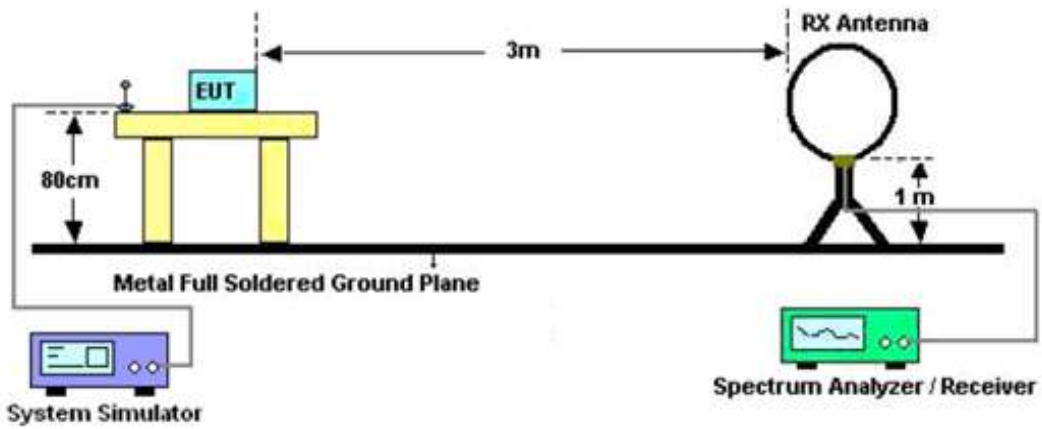 RX Antenna
3m
EUT
80cm
1 m
Metal Full Soldered Ground Plane
System Simulator
Spectrum Analyzer / Receiver